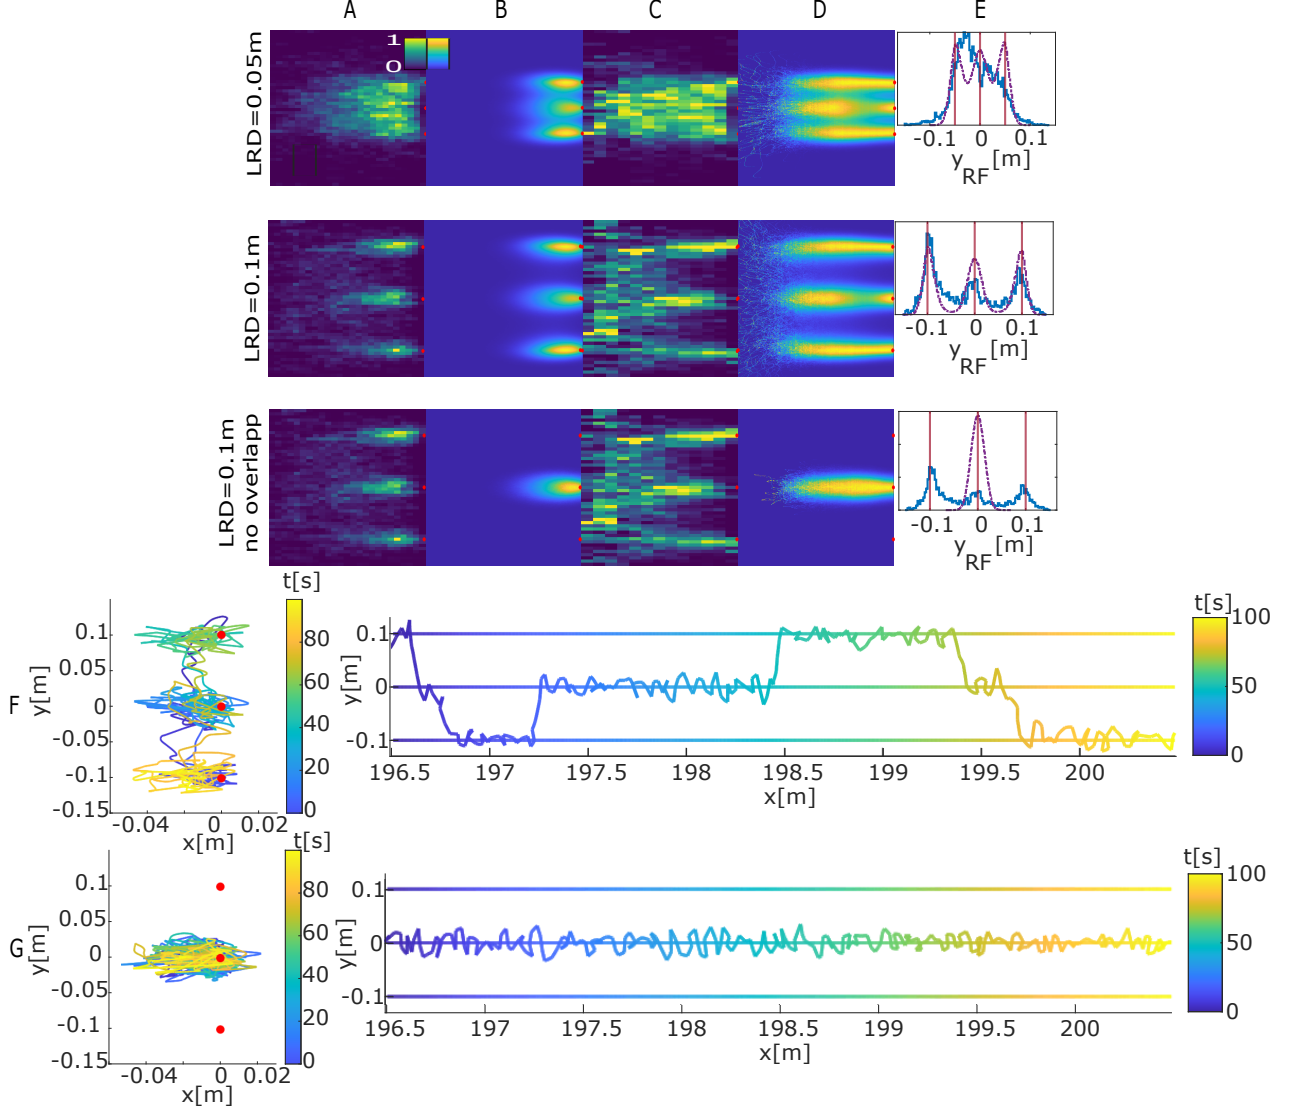 A B C D E
LRD=0.05m
1
0
-0.1 0 0.1
y_RF [m]
LRD=0.1m
-0.1 0 0.1
y_RF [m]
LRD=0.1m
no overlapp
-0.1 0 0.1
y_RF [m]
F
t[s]
80
60
40
20
0
y[m]
0.1
0.05
0
-0.05
-0.1
-0.15
-0.04 0 0.02
x[m]
y[m]
0.1
0
-0.1
196.5 197 197.5 198 198.5 199 199.5 200
x[m]
t[s]
100
50
0
G
t[s]
80
60
40
20
0
y[m]
0.1
0.05
0
-0.05
-0.1
-0.15
-0.04 0 0.02
x[m]
y[m]
0.1
0
-0.1
196.5 197 197.5 198 198.5 199 199.5 200
x[m]
t[s]
100
50
0